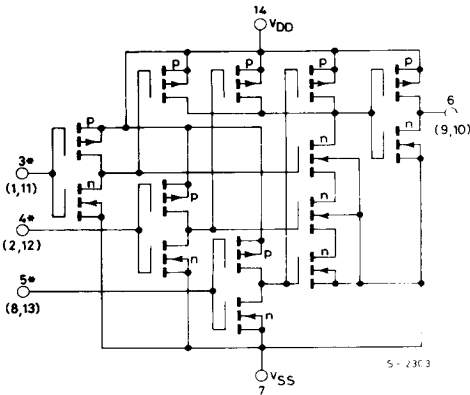 14
VDD
p
p
p
p
6
(9,10)
p
n
3*
(1,11)
n
n
p
4*
(2,12)
n
n
p
5*
(8,13)
n
n
S-2303
VSS
7